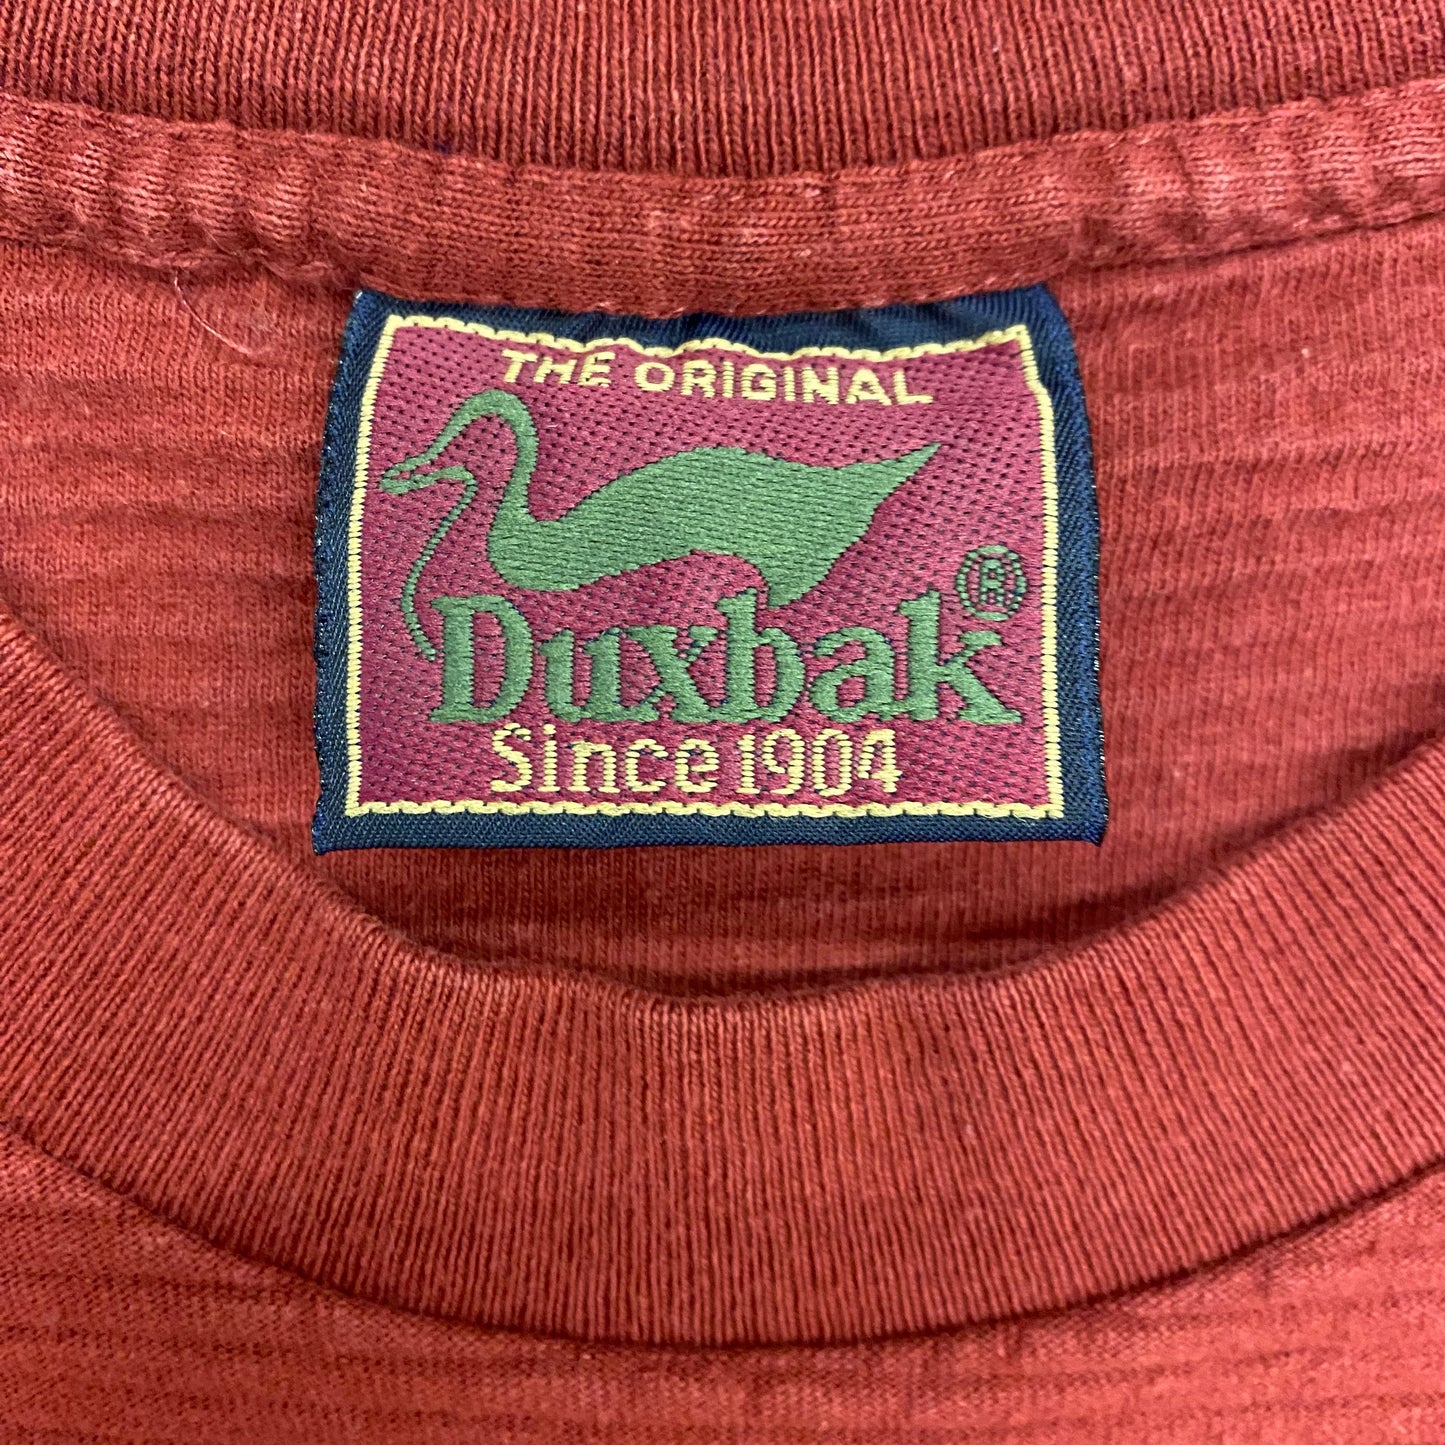 THE ORIGINAL
Duxbak ®
Since 1904